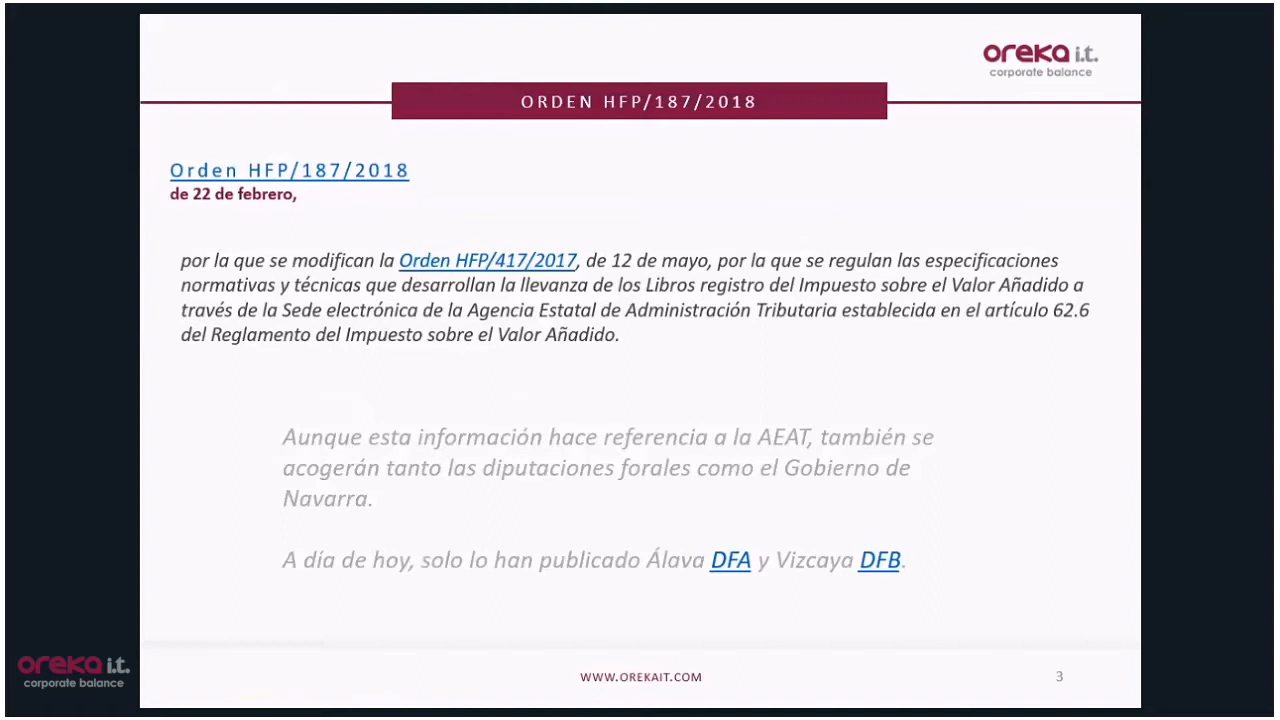 oreka i.t.
corporate balance
ORDEN HFP/187/2018
Orden HFP/187/2018
de 22 de febrero,
por la que se modifican la Orden HFP/417/2017, de 12 de mayo, por la que se regulan las especificaciones
normativas y técnicas que desarrollan la llevanza de los Libros registro del Impuesto sobre el Valor Añadido a
través de la Sede electrónica de la Agencia Estatal de Administración Tributaria establecida en el artículo 62.6
del Reglamento del Impuesto sobre el Valor Añadido.
Aunque esta información hace referencia a la AEAT, también se
acogerán tanto las diputaciones forales como el Gobierno de
Navarra.
A día de hoy, solo lo han publicado Álava DFA y Vizcaya DFB.
oreka i.t.
corporate balance
WWW.OREKAIT.COM
3